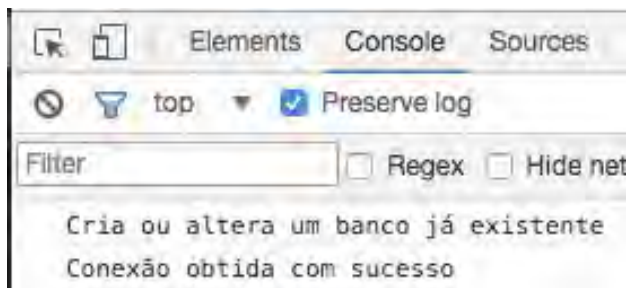 Elements Console Sources
top Preserve log
Filter Regex Hide net
Cria ou altera um banco já existente
Conexão obtida com sucesso